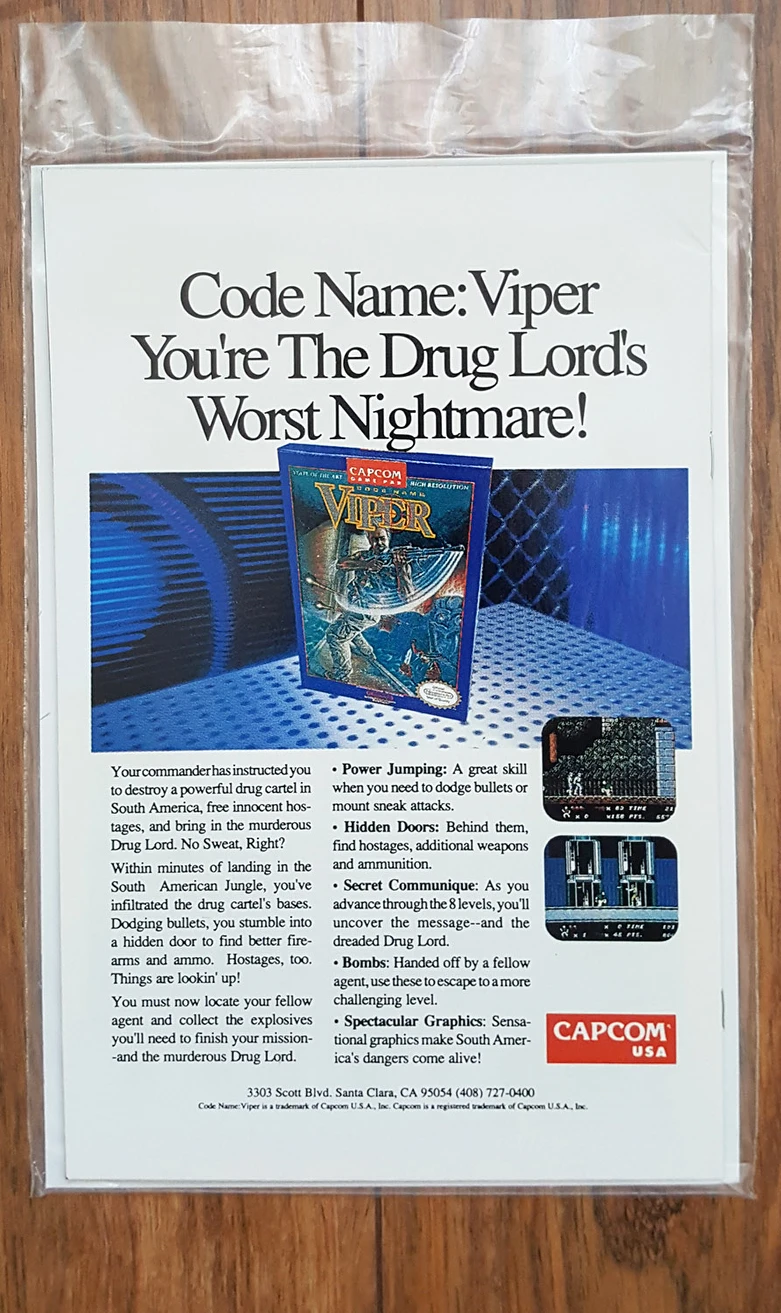 Code Name: Viper
You're The Drug Lord's
Worst Nightmare!
CAPCOM
STATE OF THE ART GAME PAK HIGH RESOLUTION
CODE NAME
VIPER
Your commander has instructed you
to destroy a powerful drug cartel in
South America, free innocent hos-
tages, and bring in the murderous
Drug Lord. No Sweat, Right?
Within minutes of landing in the
South American Jungle, you've
infiltrated the drug cartel's bases.
Dodging bullets, you stumble into
a hidden door to find better fire-
arms and ammo. Hostages, too.
Things are lookin' up!
You must now locate your fellow
agent and collect the explosives
you'll need to finish your mission-
-and the murderous Drug Lord.
• Power Jumping: A great skill
when you need to dodge bullets or
mount sneak attacks.
• Hidden Doors: Behind them,
find hostages, additional weapons
and ammunition.
• Secret Communique: As you
advance through the 8 levels, you'll
uncover the message--and the
dreaded Drug Lord.
• Bombs: Handed off by a fellow
agent, use these to escape to a more
challenging level.
• Spectacular Graphics: Sensa-
tional graphics make South Amer-
ica's dangers come alive!
TIME
PTS.
TIME
PTS.
CAPCOM
USA
3303 Scott Blvd. Santa Clara, CA 95054 (408) 727-0400
Code Name: Viper is a trademark of Capcom U.S.A., Inc. Capcom is a registered trademark of Capcom U.S.A., Inc.